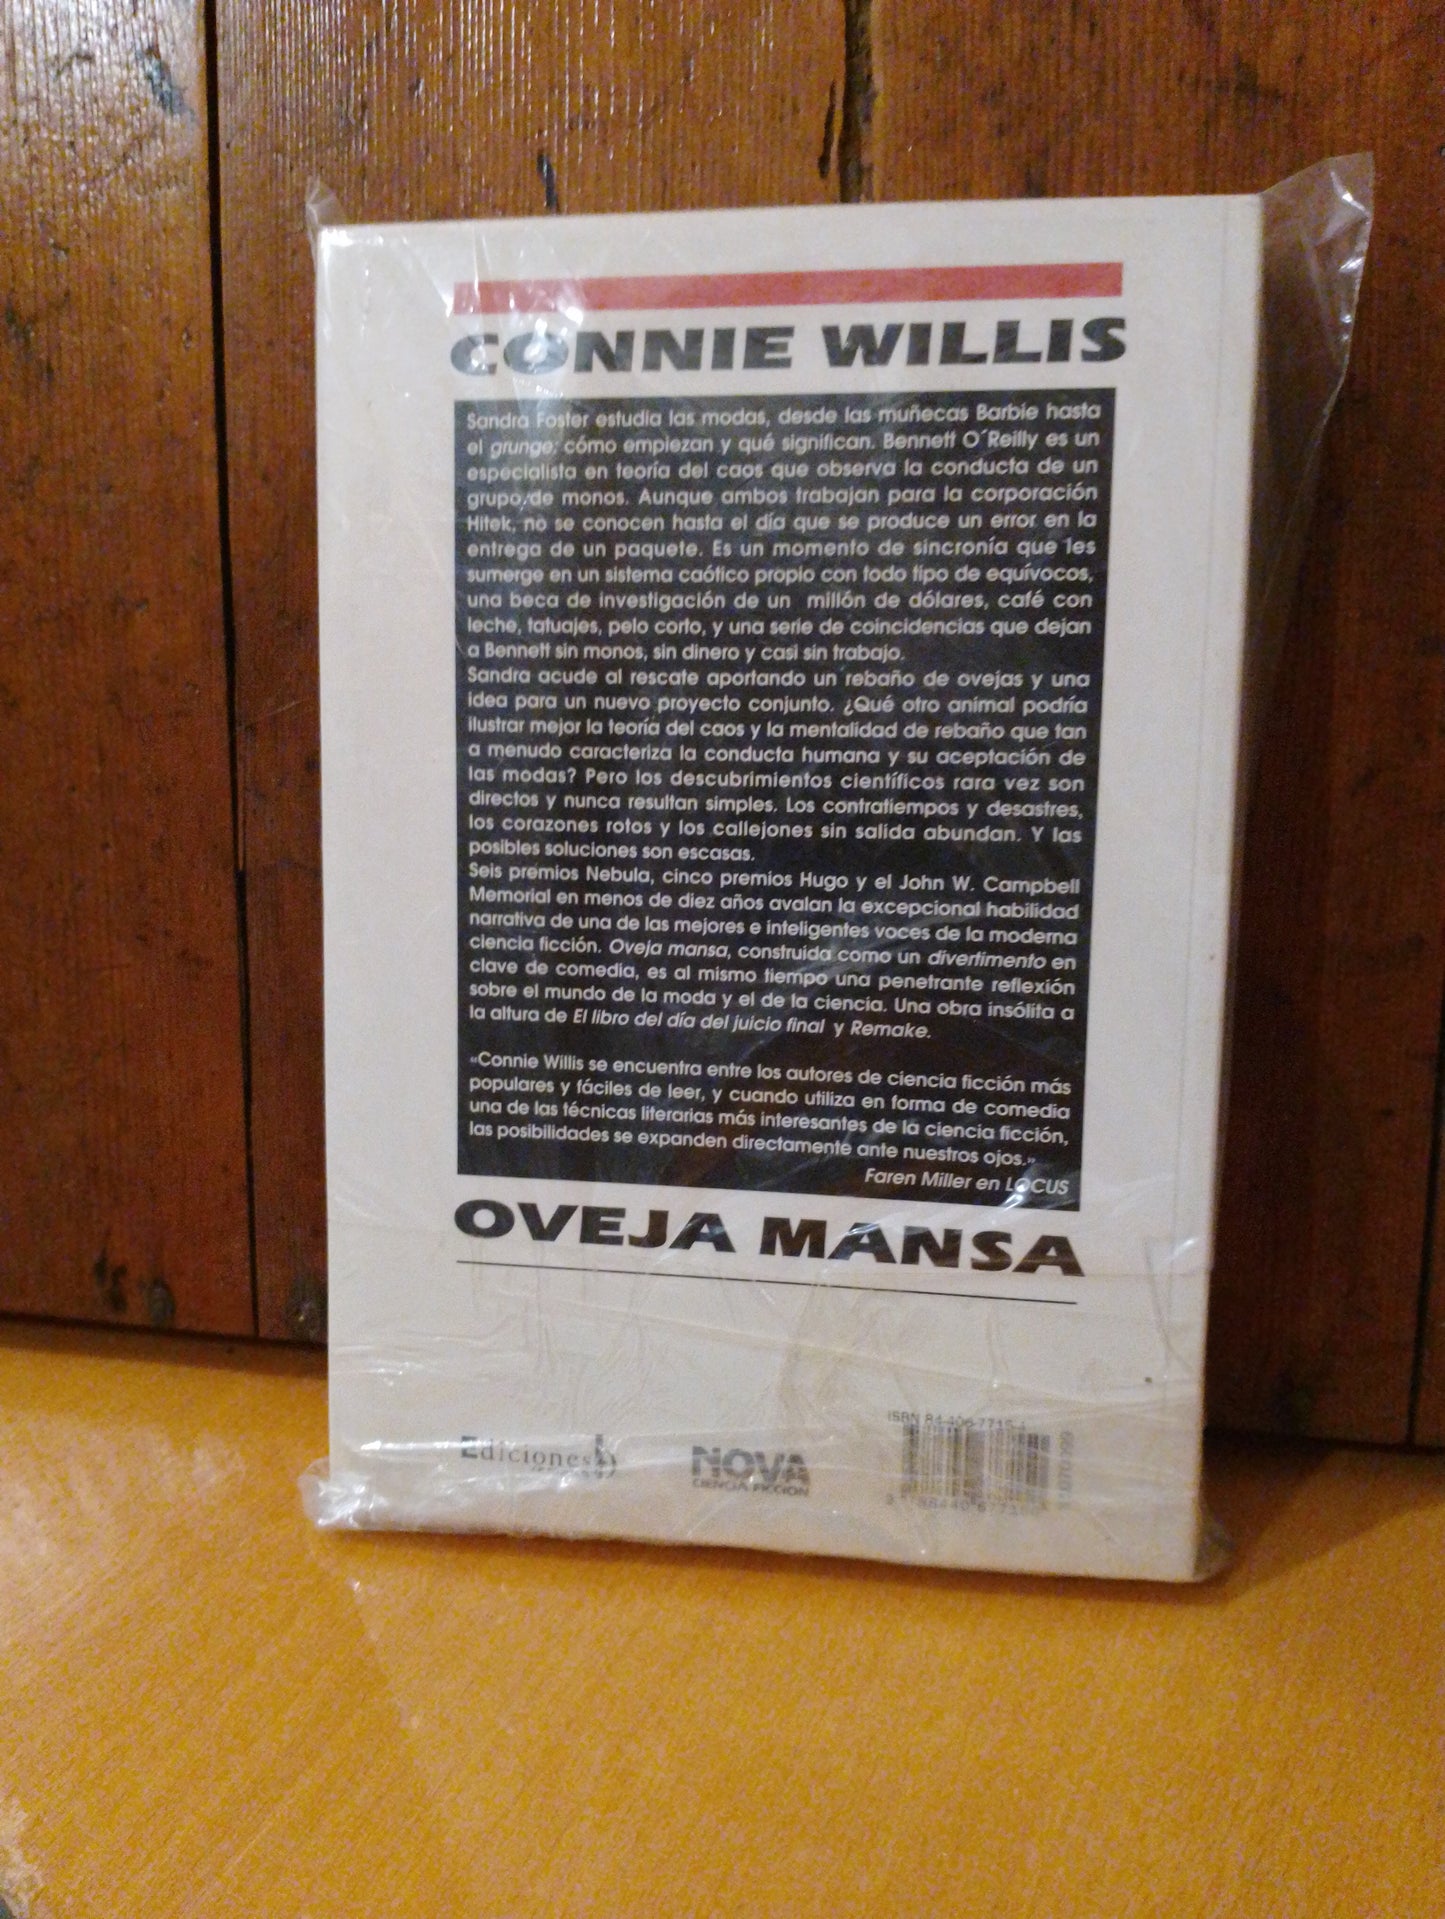 CONNIE WILLIS
Sandra Foster estudia las modas, desde las muñecas Barbie hasta
el grunge; cómo empiezan y qué significan. Bennett O´Reilly es un
especialista en teoría del caos que observa la conducta de un
grupo de monos. Aunque ambos trabajan para la corporación
Hitek, no se conocen hasta el día que se produce un error en la
entrega de un paquete. Es un momento de sincronía que les
sumerge en un sistema caótico propio con todo tipo de equívocos,
una beca de investigación de un millón de dólares, café con
leche, tatuajes, pelo corto, y una serie de coincidencias que dejan
a Bennett sin monos, sin dinero y casi sin trabajo.
Sandra acude al rescate aportando un rebaño de ovejas y una
idea para un nuevo proyecto conjunto. ¿Qué otro animal podría
ilustrar mejor la teoría del caos y la mentalidad de rebaño que tan
a menudo caracteriza la conducta humana y su aceptación de
las modas? Pero los descubrimientos científicos rara vez son
directos y nunca resultan simples. Los contratiempos y desastres,
los corazones rotos y los callejones sin salida abundan. Y las
posibles soluciones son escasas.
Seis premios Nebula, cinco premios Hugo y el John W. Campbell
Memorial en menos de diez años avalan la excepcional habilidad
narrativa de una de las mejores e inteligentes voces de la moderna
ciencia ficción. Oveja mansa, construida como un divertimento en
clave de comedia, es al mismo tiempo una penetrante reflexión
sobre el mundo de la moda y el de la ciencia. Una obra insólita a
la altura de El libro del día del juicio final y Remake.
«Connie Willis se encuentra entre los autores de ciencia ficción más
populares y fáciles de leer, y cuando utiliza en forma de comedia
una de las técnicas literarias más interesantes de la ciencia ficción,
las posibilidades se expanden directamente ante nuestros ojos.»
Faren Miller en LOCUS
OVEJA MANSA
ISBN 84-406-7715-1
Ediciones b
NOVA
CIENCIA FICCIÓN